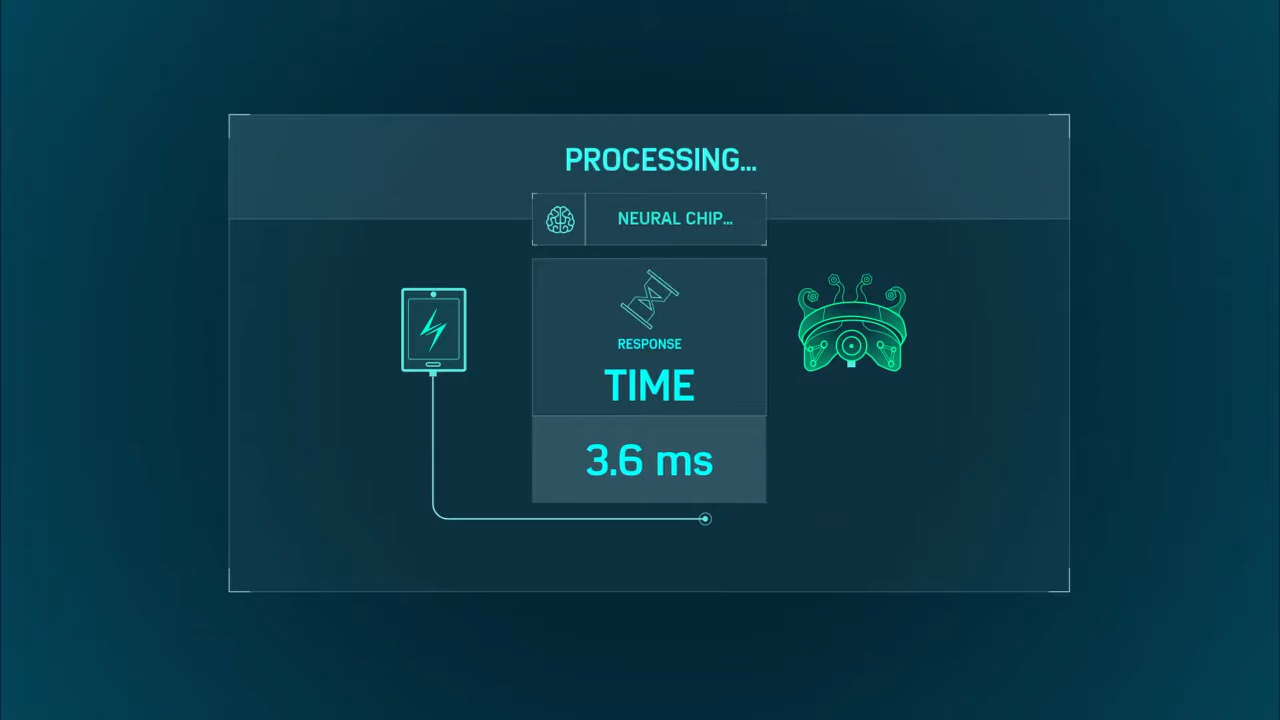 PROCESSING...
NEURAL CHIP...
RESPONSE
TIME
3.6 ms